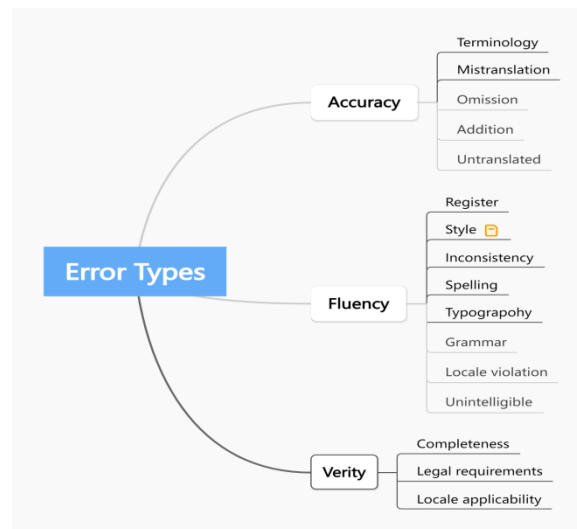 Error Types
Accuracy
Terminology
Mistranslation
Omission
Addition
Untranslated
Fluency
Register
Style
Inconsistency
Spelling
Typograpohy
Grammar
Locale violation
Unintelligible
Verity
Completeness
Legal requirements
Locale applicability